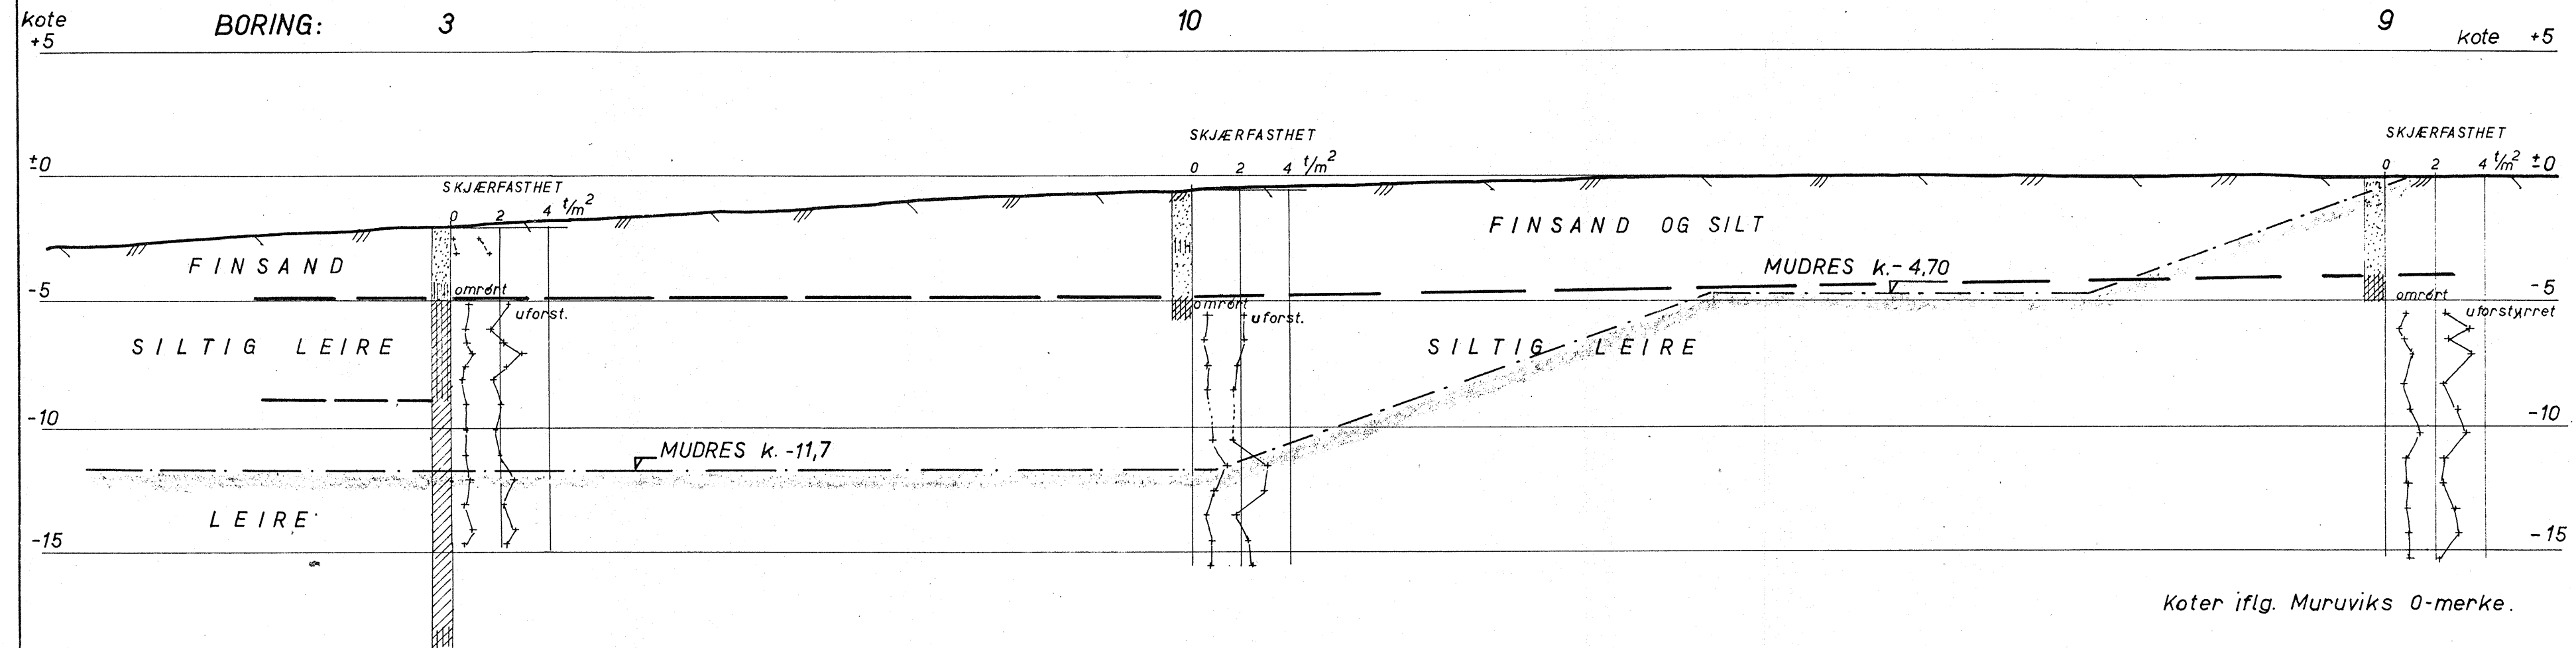 kote
+5
BORING: 3 10 9
kote +5
SKJÆRFASTHET
0 2 4 t/m²
SKJÆRFASTHET
0 2 4 t/m² ±0
±0
SKJÆRFASTHET
0 2 4 t/m²
FINSAND OG SILT
FINSAND
MUDRES k.- 4,70
-5
omrørt
uforst.
omrørt
uforst.
-5
omrørt
uforstyrret
SILTIG LEIRE
SILTIG LEIRE
-10
-10
MUDRES k. -11,7
LEIRE
-15
-15
Koter iflg. Muruviks 0-merke.